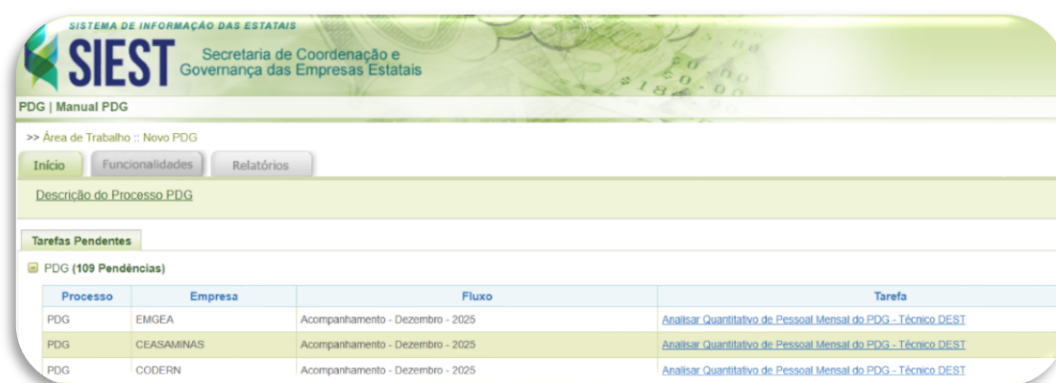 SISTEMA DE INFORMAÇÃO DAS ESTATAIS
SIEST
Secretaria de Coordenação e
Governança das Empresas Estatais
PDG | Manual PDG
>> Área de Trabalho :: Novo PDG
Início Funcionalidades Relatórios
Descrição do Processo PDG
Tarefas Pendentes
PDG (109 Pendências)
Processo Empresa Fluxo Tarefa
PDG EMGEA Acompanhamento - Dezembro - 2025 Analisar Quantitativo de Pessoal Mensal do PDG - Técnico DEST
PDG CEASAMINAS Acompanhamento - Dezembro - 2025 Analisar Quantitativo de Pessoal Mensal do PDG - Técnico DEST
PDG CODERN Acompanhamento - Dezembro - 2025 Analisar Quantitativo de Pessoal Mensal do PDG - Técnico DEST